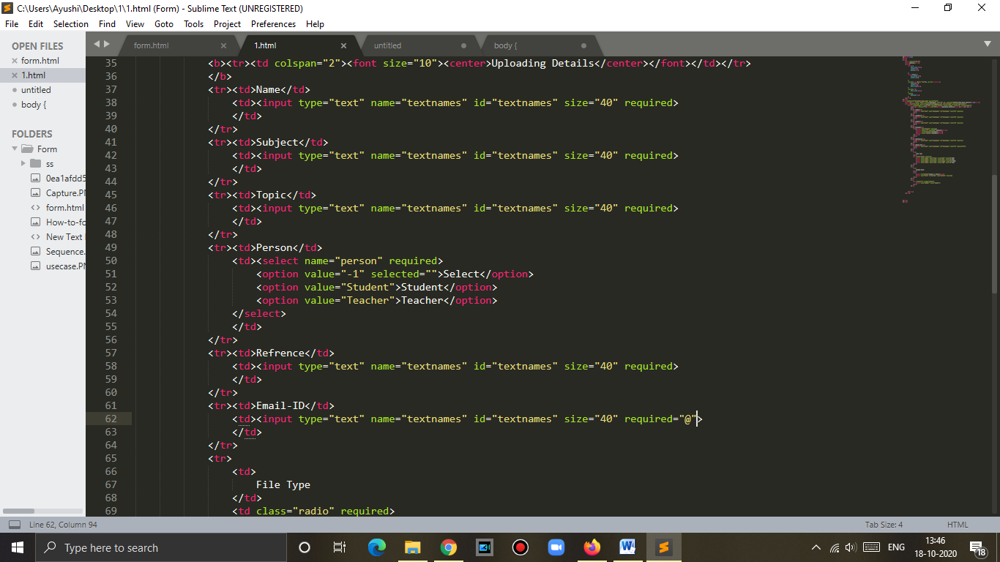 C:\Users\Ayushi\Desktop\1\1.html (Form) - Sublime Text (UNREGISTERED)
File Edit Selection Find View Goto Tools Project Preferences Help
OPEN FILES
form.html
1.html
untitled
body {
FOLDERS
Form
ss
0ea1afdd5
Capture.PN
form.html
How-to-fo
New Text
Sequence.
usecase.PN
form.html 1.html untitled body {
35 <b><tr><td colspan="2"><font size="10"><center>Uploading Details</center></font></td></tr>
36 </b>
37 <tr><td>Name</td>
38 <td><input type="text" name="textnames" id="textnames" size="40" required>
39 </td>
40 </tr>
41 <tr><td>Subject</td>
42 <td><input type="text" name="textnames" id="textnames" size="40" required>
43 </td>
44 </tr>
45 <tr><td>Topic</td>
46 <td><input type="text" name="textnames" id="textnames" size="40" required>
47 </td>
48 </tr>
49 <tr><td>Person</td>
50 <td><select name="person" required>
51 <option value="-1" selected="">Select</option>
52 <option value="Student">Student</option>
53 <option value="Teacher">Teacher</option>
54 </select>
55 </td>
56 </tr>
57 <tr><td>Refrence</td>
58 <td><input type="text" name="textnames" id="textnames" size="40" required>
59 </td>
60 </tr>
61 <tr><td>Email-ID</td>
62 <td><input type="text" name="textnames" id="textnames" size="40" required="@">
63 </td>
64 </tr>
65 <tr>
66 <td>
67 File Type
68 </td>
69 <td class="radio" required>
Line 62, Column 94 Tab Size: 4 HTML
Type here to search
ENG
13:46
18-10-2020
18